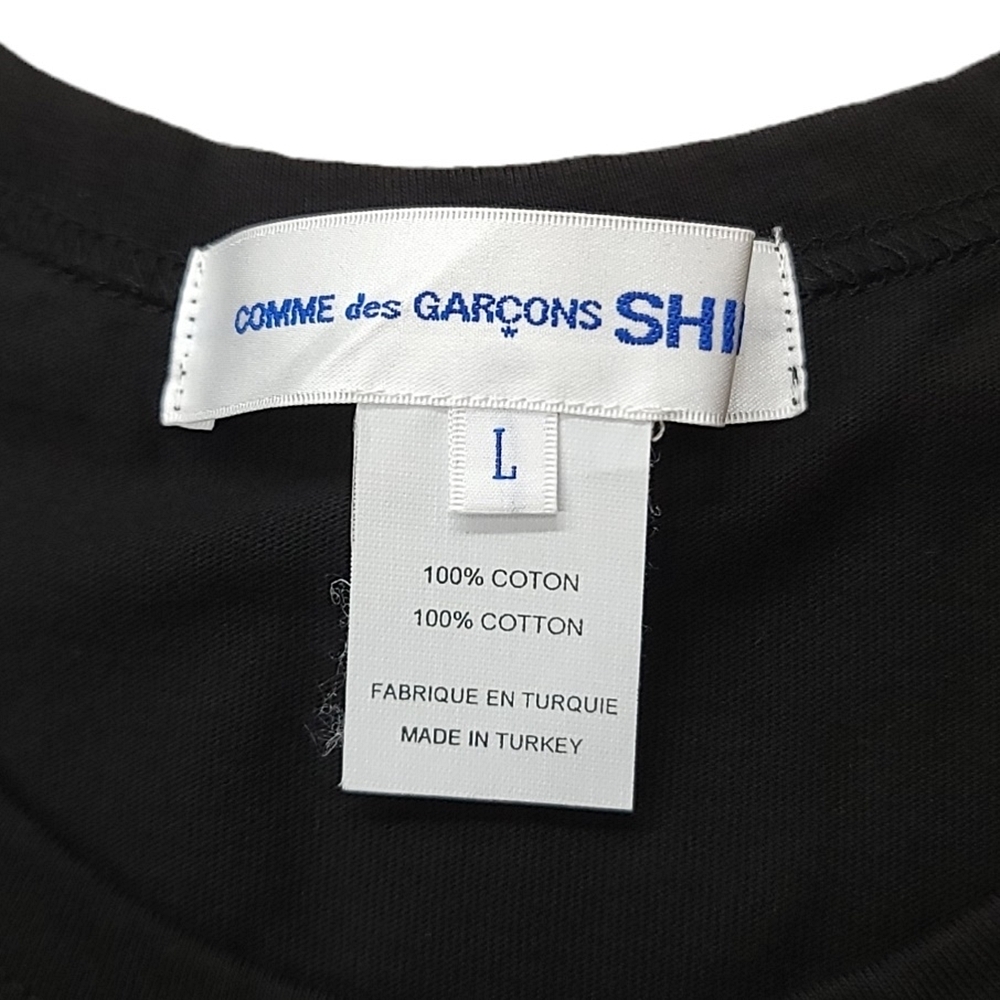 COMME des GARÇONS SHI
L
100% COTON
100% COTTON
FABRIQUE EN TURQUIE
MADE IN TURKEY